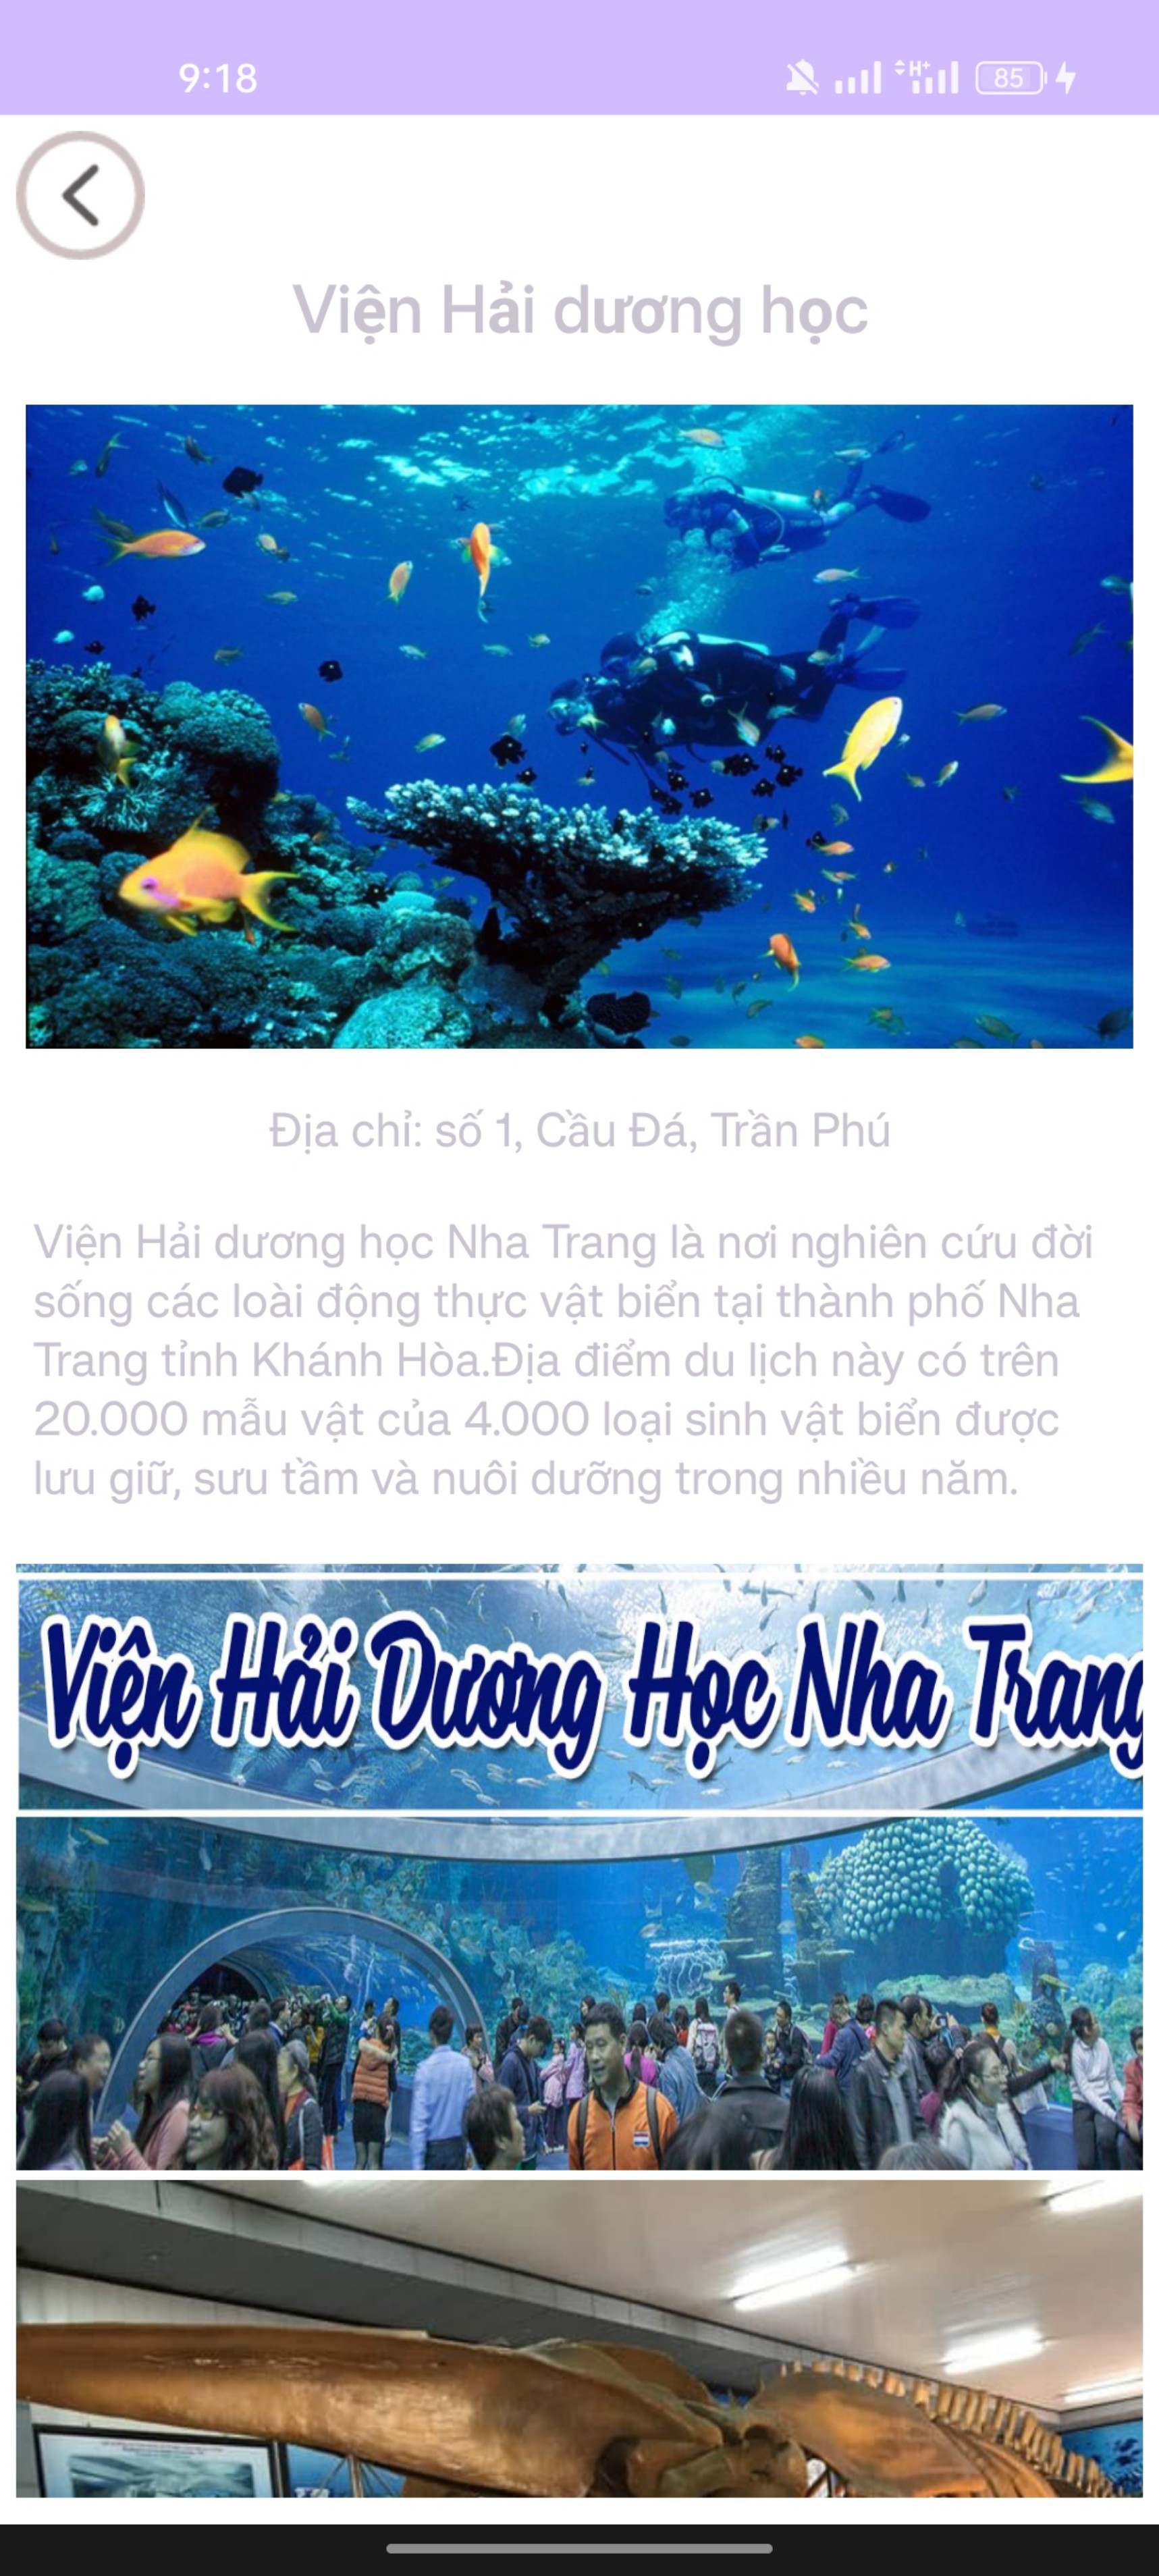 9:18
H+
85
Viện Hải dương học
Địa chỉ: số 1, Cầu Đá, Trần Phú
Viện Hải dương học Nha Trang là nơi nghiên cứu đời
sống các loài động thực vật biển tại thành phố Nha
Trang tỉnh Khánh Hòa.Địa điểm du lịch này có trên
20.000 mẫu vật của 4.000 loại sinh vật biển được
lưu giữ, sưu tầm và nuôi dưỡng trong nhiều năm.
Viện Hải Dương Học Nha Trang